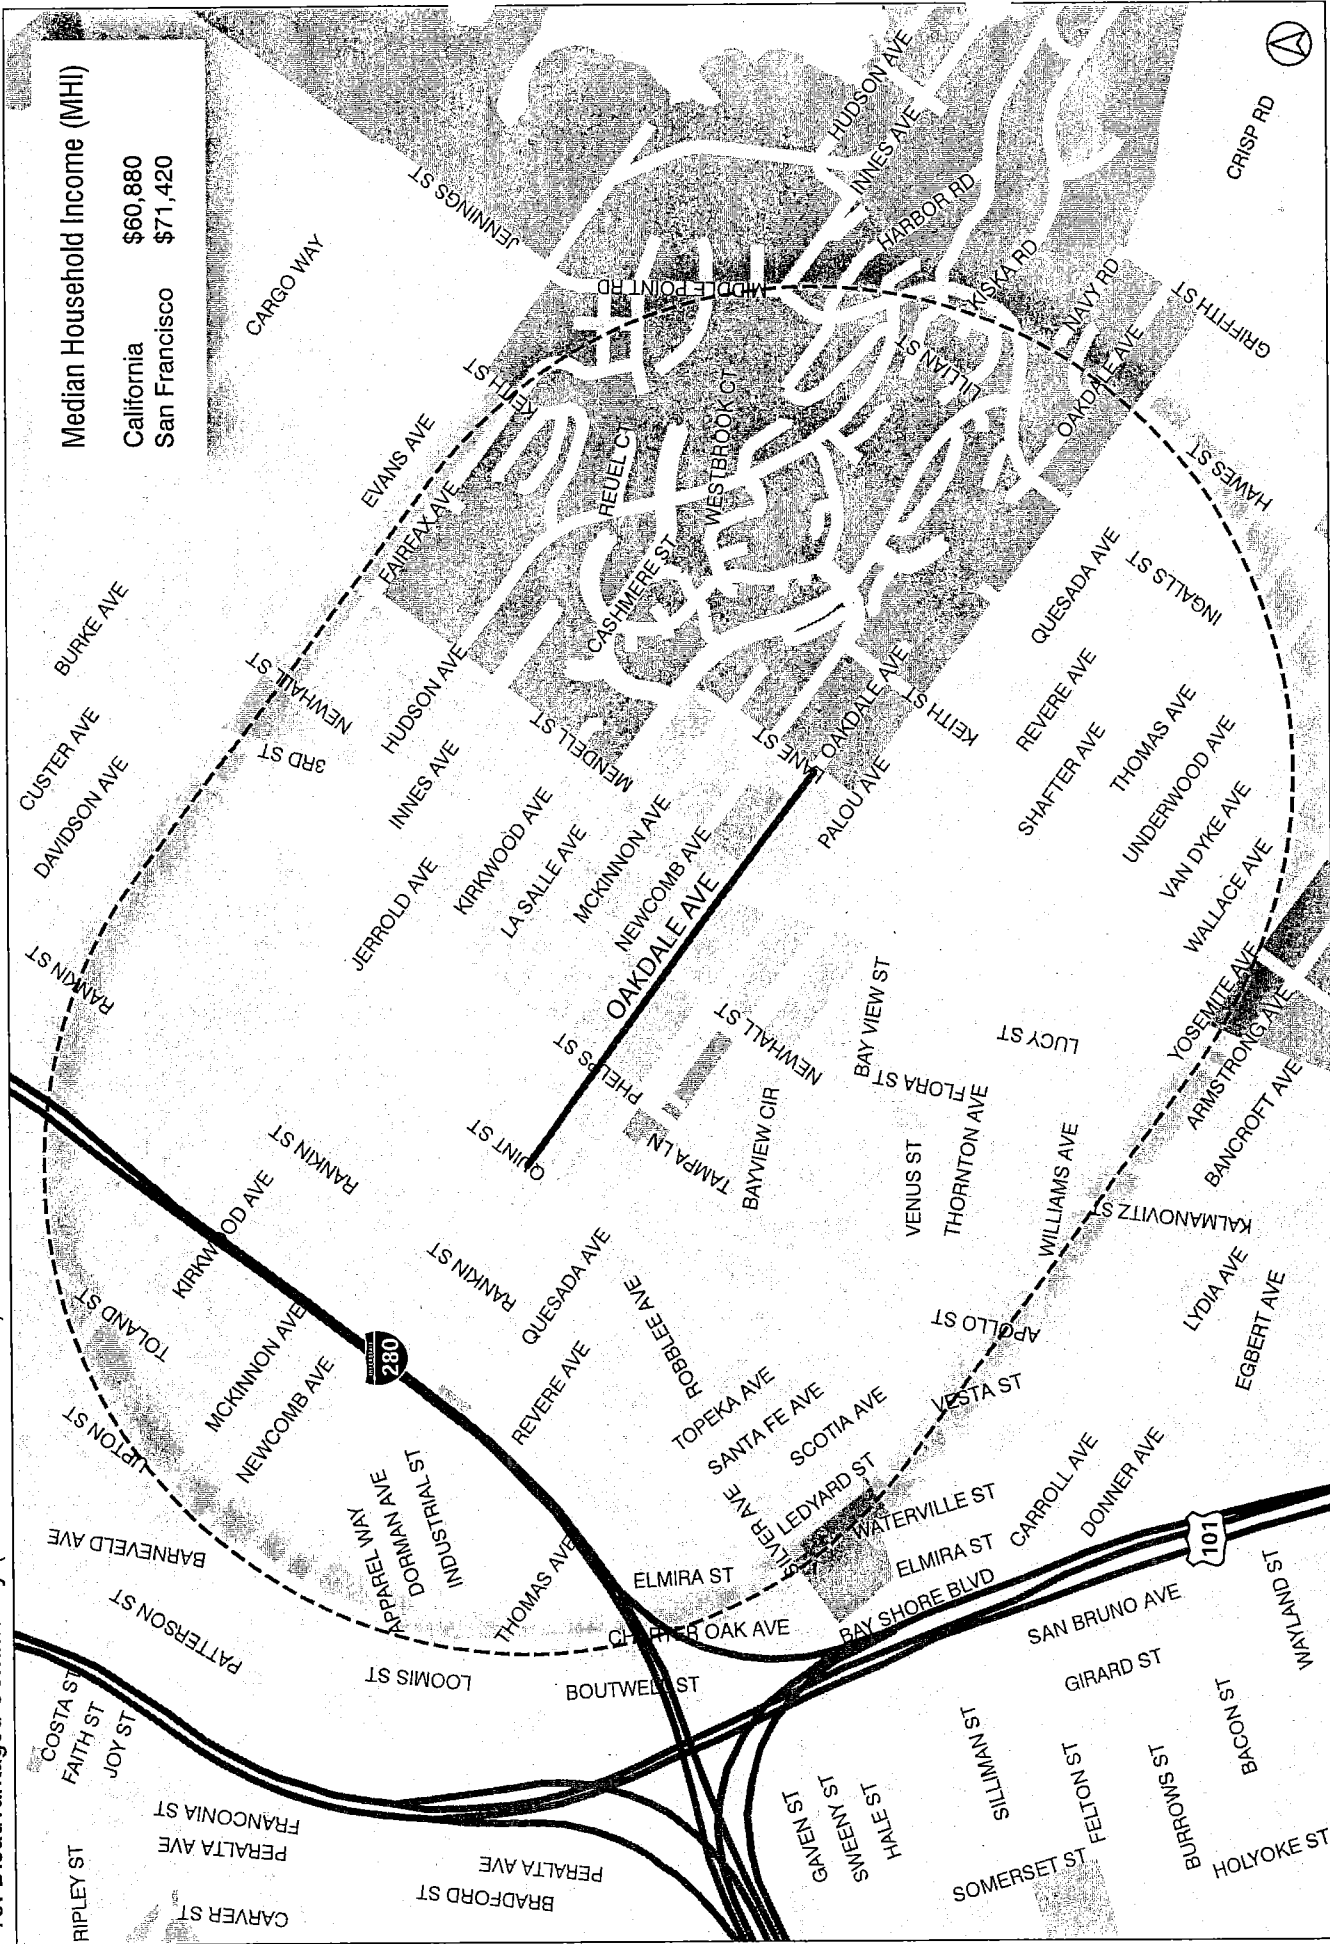 Median Household Income (MHI)
California $60,880
San Francisco $71,420
CRISP RD
HUDSON AVE
INNES AVE
HARBOR RD
KISKA RD
NAVY RD
GRIFFITH ST
JENNINGS ST
CARGO WAY
MIDDLE POINT RD
LILLIAN ST
OAKDALE AVE
KEITH ST
EVANS AVE
FAIRFAX AVE
REUEL CT
WESTBROOK CT
HAWES ST
CASHMERE ST
QUESADA AVE
INGALLS ST
BURKE AVE
NEWHALL ST
3RD ST
HUDSON AVE
INNES AVE
MENDELL ST
LANE ST
OAKDALE AVE
KEITH ST
PALOU AVE
REVERE AVE
SHAFTER AVE
THOMAS AVE
UNDERWOOD AVE
VAN DYKE AVE
WALLACE AVE
CUSTER AVE
DAVIDSON AVE
JERROLD AVE
KIRKWOOD AVE
LA SALLE AVE
MCKINNON AVE
NEWCOMB AVE
OAKDALE AVE
RANKIN ST
PHELPS ST
NEWHALL ST
BAY VIEW ST
FLORA ST
LUCY ST
YOSEMITE AVE
ARMSTRONG AVE
BANCROFT AVE
QUINT ST
TAMPA LN
BAYVIEW CIR
VENUS ST
THORNTON AVE
WILLIAMS AVE
KALMANOVITZ ST
RANKIN ST
KIRKWOOD AVE
RANKIN ST
QUESADA AVE
ROBBLEE AVE
APOLLO ST
LYDIA AVE
EGBERT AVE
TOLAND ST
MCKINNON AVE
NEWCOMB AVE
280
REVERE AVE
TOPEKA AVE
SANTA FE AVE
SCOTIA AVE
VESTA ST
UPTON ST
APPAREL WAY
DORMAN AVE
INDUSTRIAL ST
SILVER AVE
LEDYARD ST
WATERVILLE ST
CARROLL AVE
DONNER AVE
BARNEVELD AVE
PATTERSON ST
THOMAS AVE
ELMIRA ST
ELMIRA ST
CHARTER OAK AVE
BAY SHORE BLVD
101
SAN BRUNO AVE
WAYLAND ST
LOOMIS ST
BOUTWELL ST
GIRARD ST
COSTA ST
FAITH ST
JOY ST
FRANCONIA ST
PERALTA AVE
PERALTA AVE
BRADFORD ST
CARVER ST
RIPLEY ST
GAVEN ST
SWEENY ST
HALE ST
SILLIMAN ST
FELTON ST
BURROWS ST
BACON ST
SOMERSET ST
HOLYOKE ST